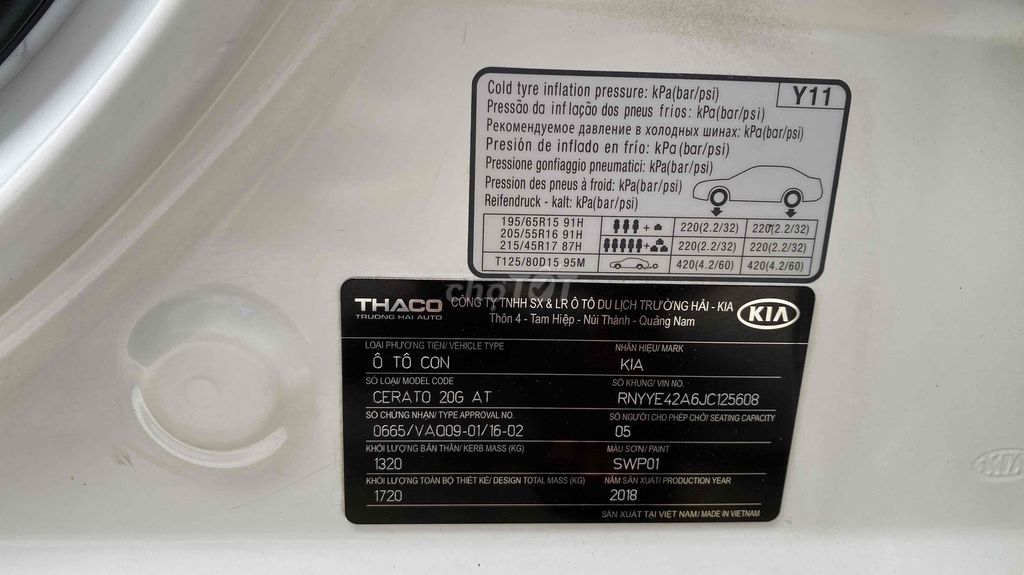 Cold tyre inflation pressure: kPa(bar/psi)
Y11
Pressão da inflação dos pneus frios: kPa(bar/psi)
Рекомендуемое давление в холодных шинах: kPa(bar/psi)
Presión de inflado en frío: kPa(bar/psi)
Pressione gonfiaggio pneumatici: kPa(bar/psi)
Pression des pneus à froid: kPa(bar/psi)
Reifendruck - kalt: kPa(bar/psi)
195/65R15 91H
205/55R16 91H
215/45R17 87H
+ 220(2.2/32) 220(2.2/32)
+ 220(2.2/32) 220(2.2/32)
T125/80D15 95M 420(4.2/60) 420(4.2/60)
chợTỐT
THACO
TRUONG HAI AUTO
CÔNG TY TNHH SX & LR Ô TÔ DU LỊCH TRƯỜNG HẢI - KIA
Thôn 4 - Tam Hiệp - Núi Thành - Quảng Nam
KIA
LOẠI PHƯƠNG TIỆN/ VEHICLE TYPE NHÃN HIỆU/ MARK
Ô TÔ CON KIA
SỐ LOẠI/ MODEL CODE SỐ KHUNG/ VIN NO.
CERATO 20G AT RNYYE42A6JC125608
SỐ CHỨNG NHẬN/ TYPE APPROVAL NO. SỐ NGƯỜI CHO PHÉP CHỞ/ SEATING CAPACITY
0665/VAQ09-01/16-02 05
KHỐI LƯỢNG BẢN THÂN/ KERB MASS (KG) MÀU SƠN/ PAINT
1320 SWP01
KHỐI LƯỢNG TOÀN BỘ THIẾT KẾ/ DESIGN TOTAL MASS (KG) NĂM SẢN XUẤT/ PRODUCTION YEAR
1720 2018
SẢN XUẤT TẠI VIỆT NAM/ MADE IN VIETNAM
KIA